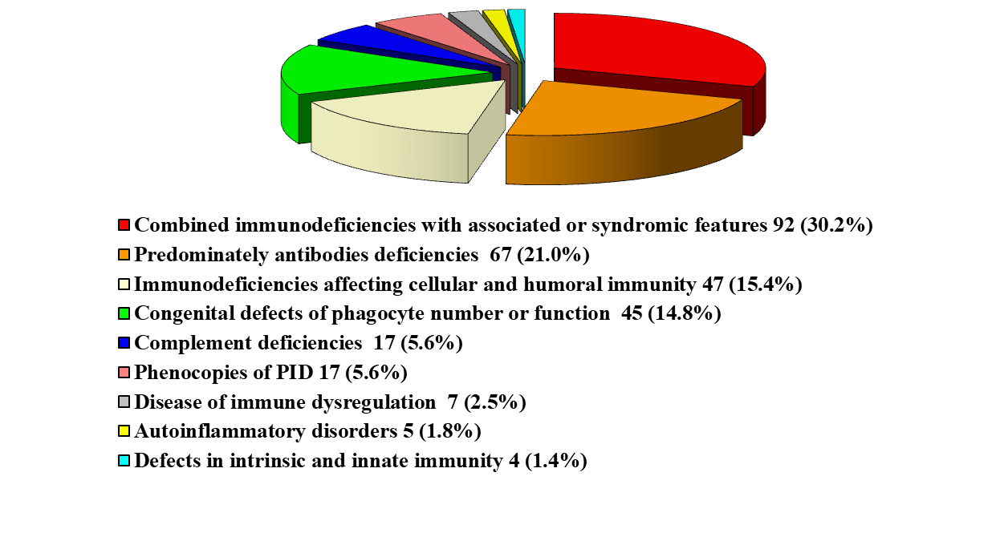 Combined immunodeficiencies with associated or syndromic features 92 (30.2%)
Predominately antibodies deficiencies 67 (21.0%)
Immunodeficiencies affecting cellular and humoral immunity 47 (15.4%)
Congenital defects of phagocyte number or function 45 (14.8%)
Complement deficiencies 17 (5.6%)
Phenocopies of PID 17 (5.6%)
Disease of immune dysregulation 7 (2.5%)
Autoinflammatory disorders 5 (1.8%)
Defects in intrinsic and innate immunity 4 (1.4%)